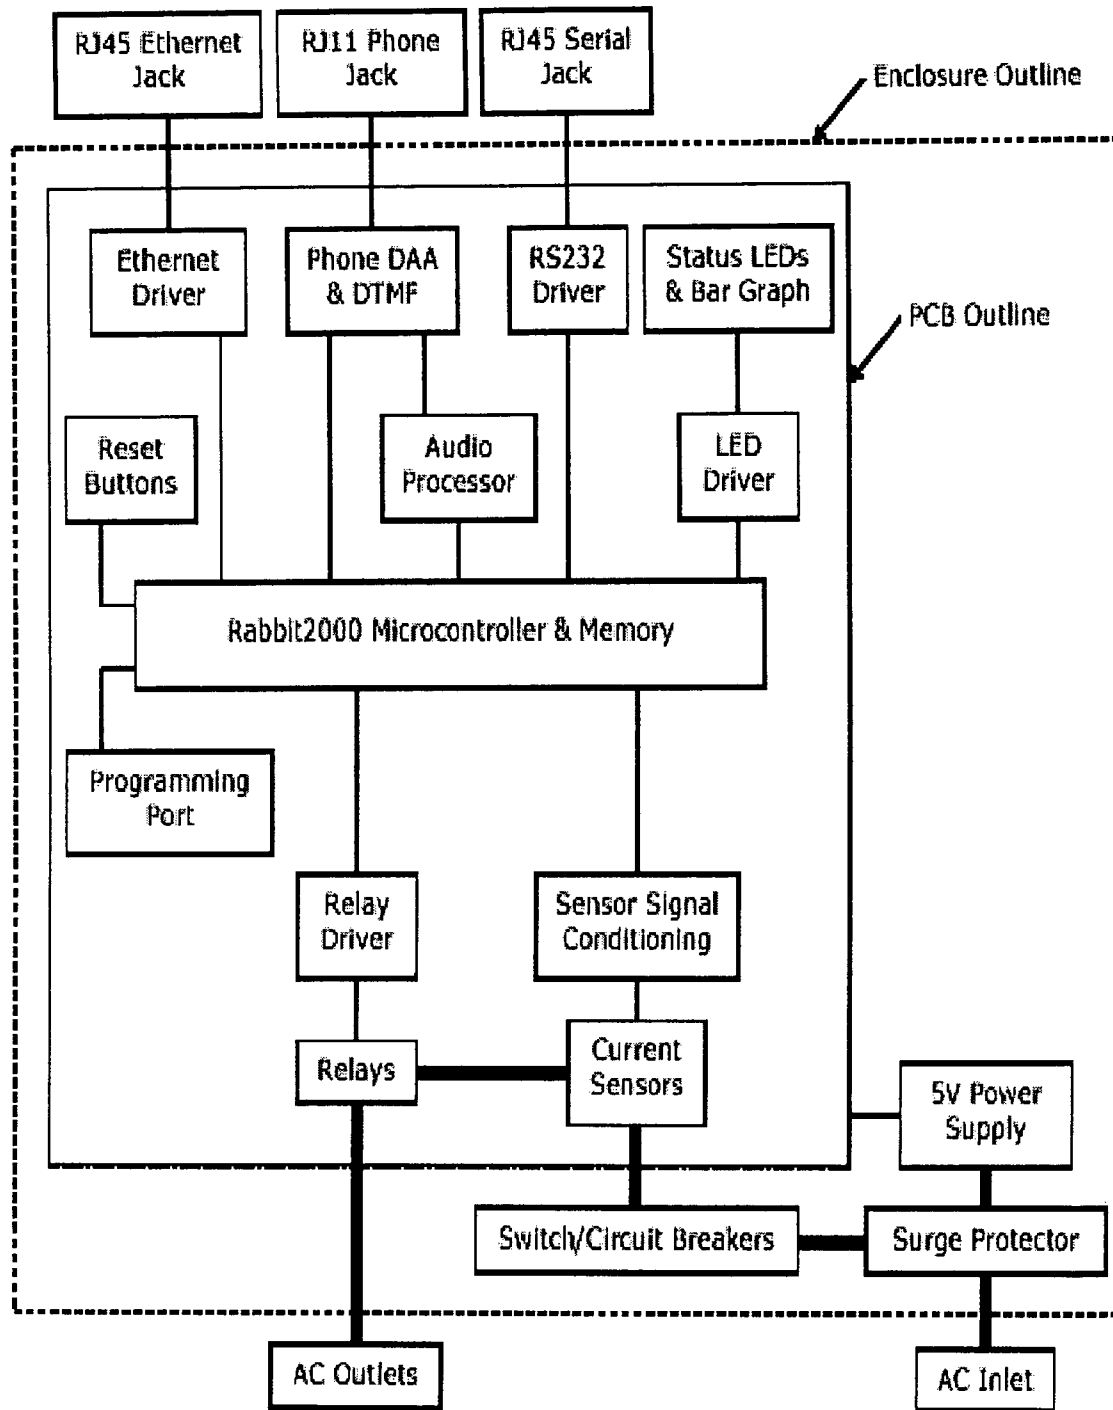 RJ45 Ethernet
Jack
RJ11 Phone
Jack
RJ45 Serial
Jack
Enclosure Outline
Ethernet
Driver
Phone DAA
& DTMF
RS232
Driver
Status LEDs
& Bar Graph
PCB Outline
Reset
Buttons
Audio
Processor
LED
Driver
Rabbit2000 Microcontroller & Memory
Programming
Port
Relay
Driver
Sensor Signal
Conditioning
Relays
Current
Sensors
5V Power
Supply
Switch/Circuit Breakers
Surge Protector
AC Outlets
AC Inlet